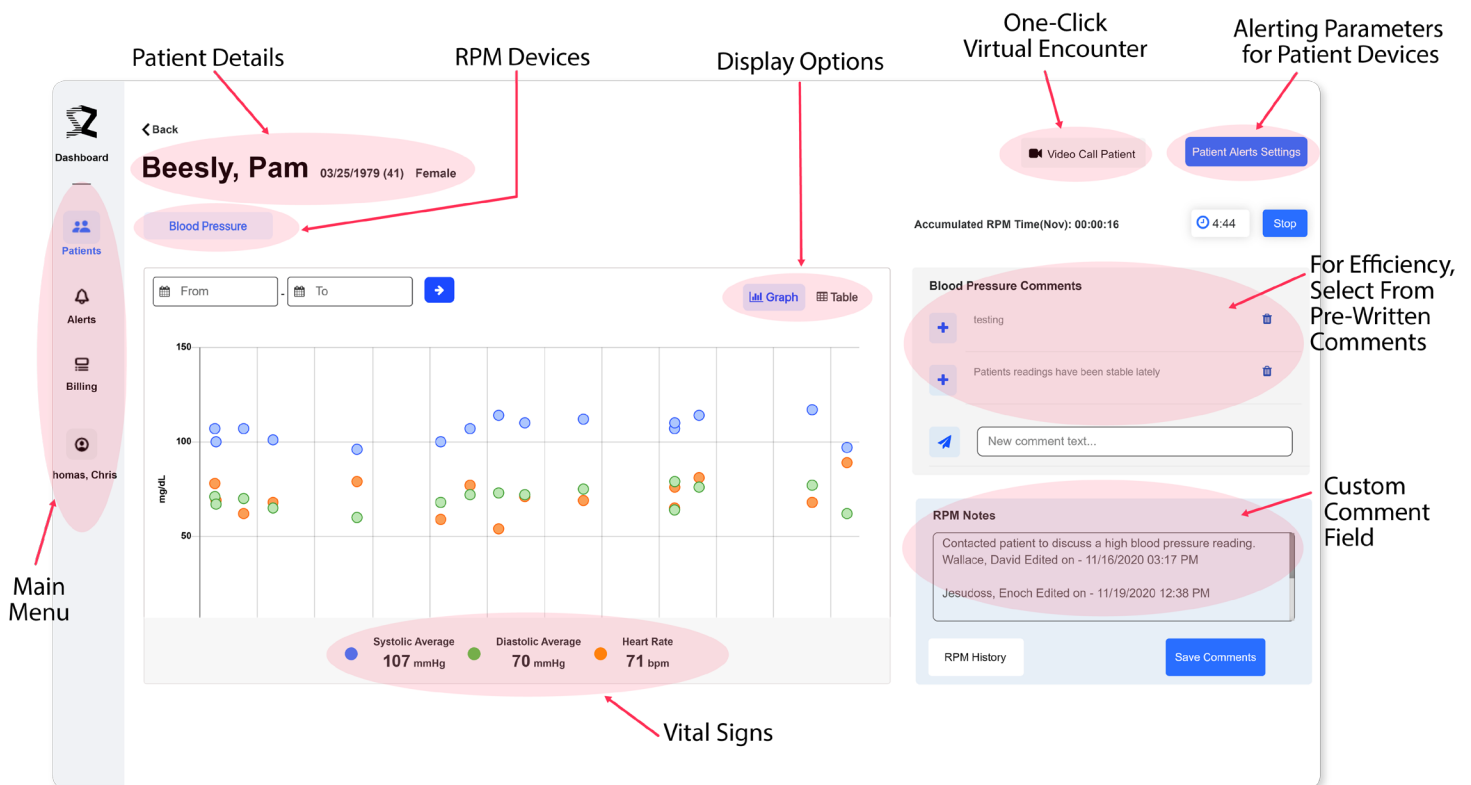 One-Click
Virtual Encounter
Alerting Parameters
for Patient Devices
Patient Details
RPM Devices
Display Options
Z
Dashboard
Back
Beesly, Pam 03/25/1979 (41) Female
Video Call Patient
Patient Alerts Settings
Blood Pressure
Accumulated RPM Time(Nov): 00:00:16
4:44
Stop
Patients
Alerts
Billing
homas, Chris
Main
Menu
From
-
To
Graph
Table
150
100
50
mg/dL
Systolic Average
107 mmHg
Diastolic Average
70 mmHg
Heart Rate
71 bpm
Vital Signs
Blood Pressure Comments
testing
Patients readings have been stable lately
New comment text...
For Efficiency,
Select From
Pre-Written
Comments
RPM Notes
Contacted patient to discuss a high blood pressure reading.
Wallace, David Edited on - 11/16/2020 03:17 PM
Jesudoss, Enoch Edited on - 11/19/2020 12:38 PM
RPM History
Save Comments
Custom
Comment
Field